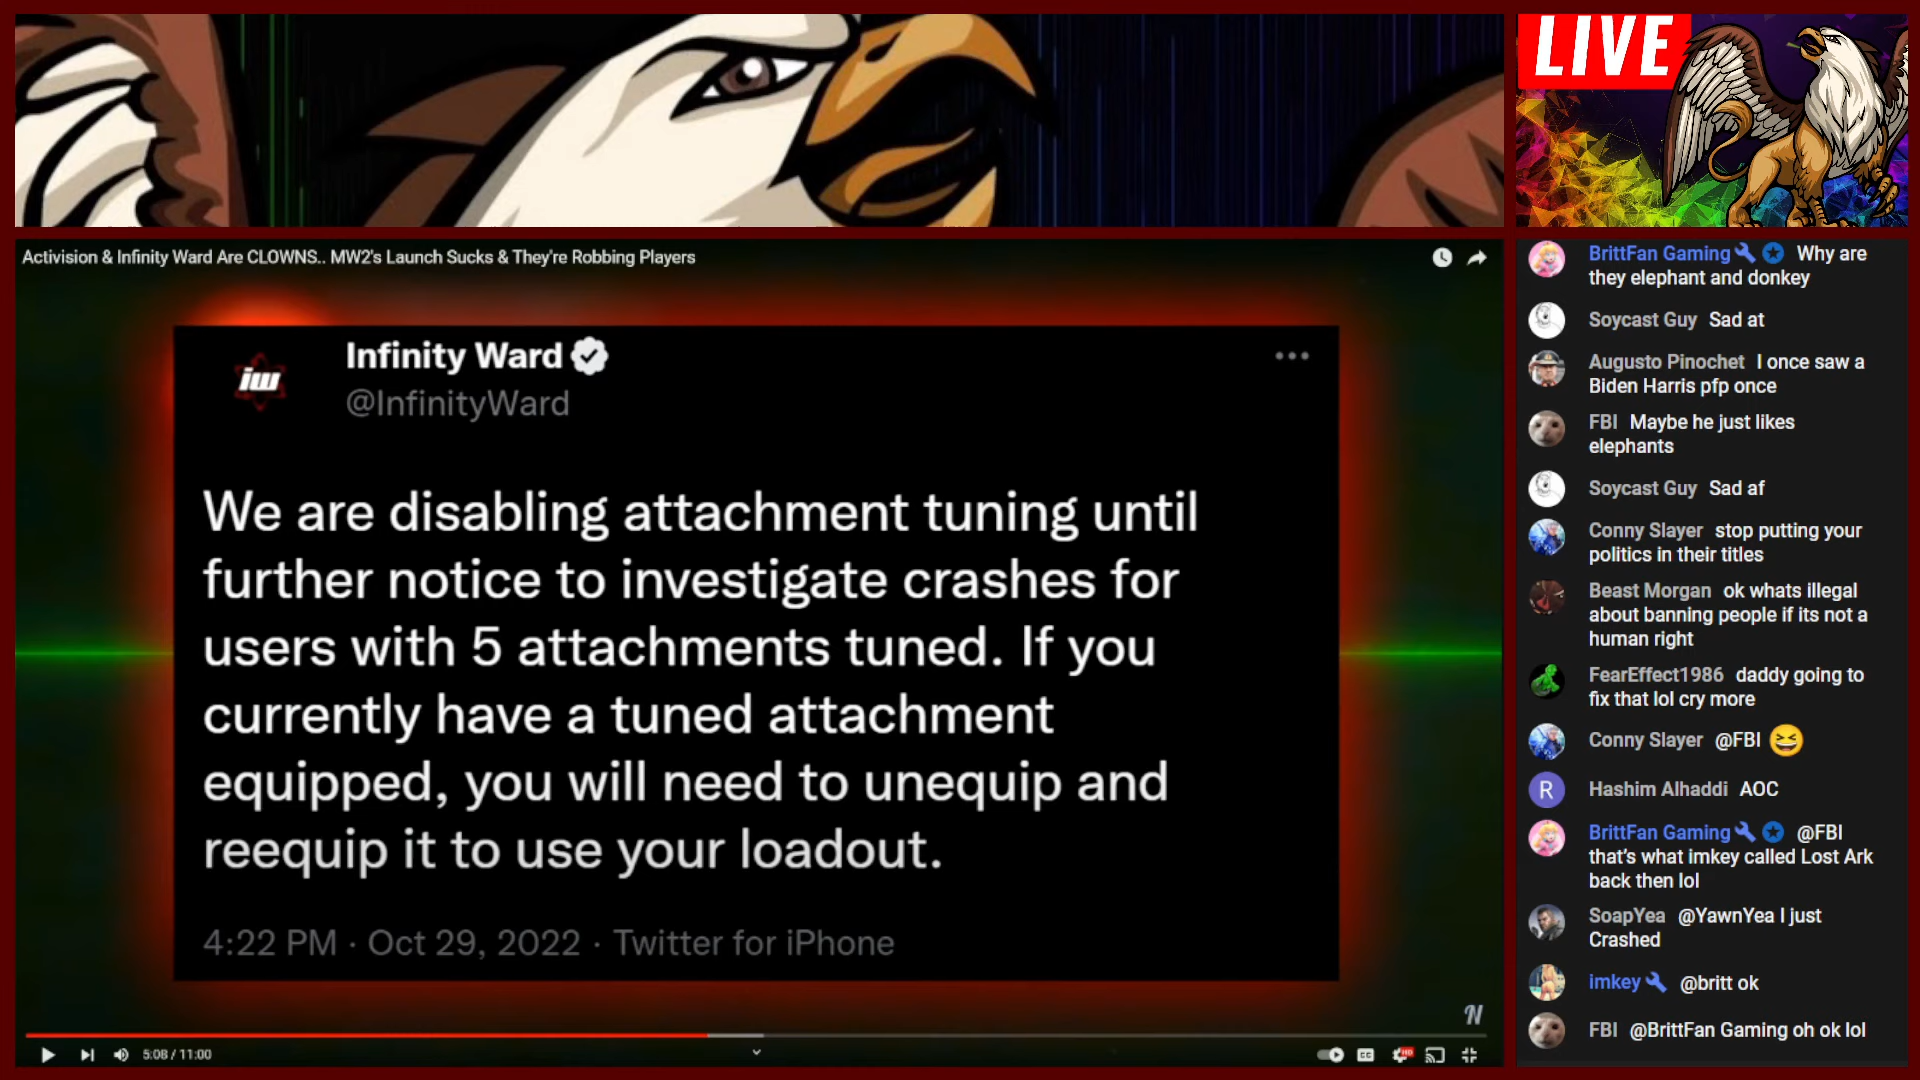 LIVE
Activision & Infinity Ward Are CLOWNS.. MW2's Launch Sucks & They're Robbing Players
iw
Infinity Ward
@InfinityWard
We are disabling attachment tuning until
further notice to investigate crashes for
users with 5 attachments tuned. If you
currently have a tuned attachment
equipped, you will need to unequip and
reequip it to use your loadout.
4:22 PM · Oct 29, 2022 · Twitter for iPhone
N
5:08 / 11:00
CC
HD
BrittFan Gaming Why are
they elephant and donkey
Soycast Guy Sad at
Augusto Pinochet I once saw a
Biden Harris pfp once
FBI Maybe he just likes
elephants
Soycast Guy Sad af
Conny Slayer stop putting your
politics in their titles
Beast Morgan ok whats illegal
about banning people if its not a
human right
FearEffect1986 daddy going to
fix that lol cry more
Conny Slayer @FBI
R
Hashim Alhaddi AOC
BrittFan Gaming @FBI
that's what imkey called Lost Ark
back then lol
SoapYea @YawnYea I just
Crashed
imkey @britt ok
FBI @BrittFan Gaming oh ok lol